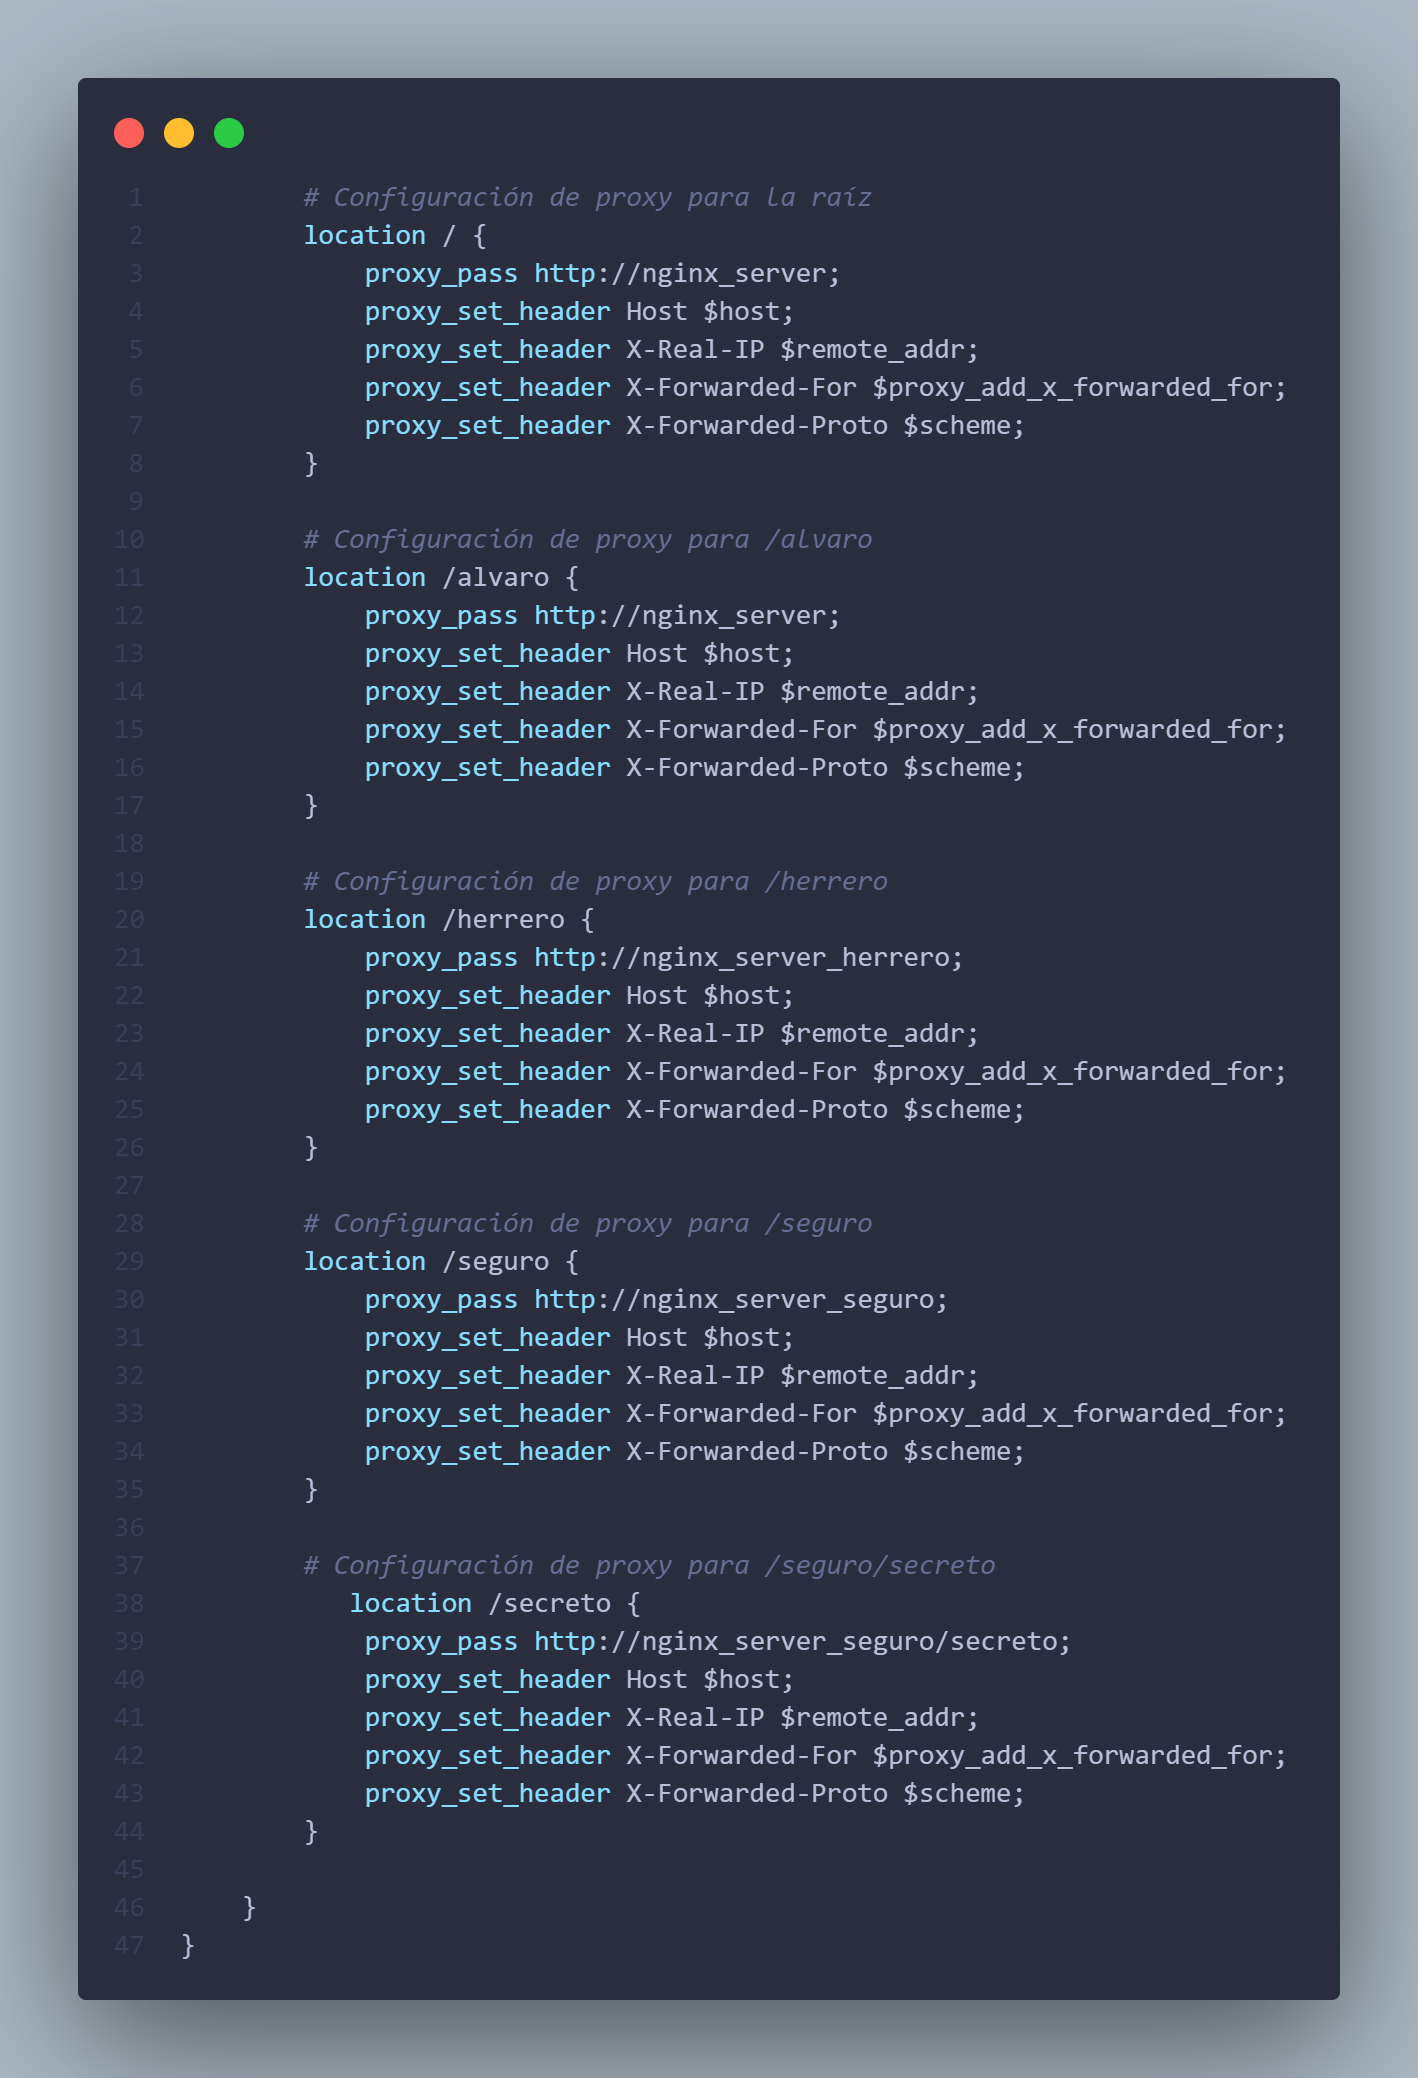 1 # Configuración de proxy para la raíz
2 location / {
3 proxy_pass http://nginx_server;
4 proxy_set_header Host $host;
5 proxy_set_header X-Real-IP $remote_addr;
6 proxy_set_header X-Forwarded-For $proxy_add_x_forwarded_for;
7 proxy_set_header X-Forwarded-Proto $scheme;
8 }
9
10 # Configuración de proxy para /alvaro
11 location /alvaro {
12 proxy_pass http://nginx_server;
13 proxy_set_header Host $host;
14 proxy_set_header X-Real-IP $remote_addr;
15 proxy_set_header X-Forwarded-For $proxy_add_x_forwarded_for;
16 proxy_set_header X-Forwarded-Proto $scheme;
17 }
18
19 # Configuración de proxy para /herrero
20 location /herrero {
21 proxy_pass http://nginx_server_herrero;
22 proxy_set_header Host $host;
23 proxy_set_header X-Real-IP $remote_addr;
24 proxy_set_header X-Forwarded-For $proxy_add_x_forwarded_for;
25 proxy_set_header X-Forwarded-Proto $scheme;
26 }
27
28 # Configuración de proxy para /seguro
29 location /seguro {
30 proxy_pass http://nginx_server_seguro;
31 proxy_set_header Host $host;
32 proxy_set_header X-Real-IP $remote_addr;
33 proxy_set_header X-Forwarded-For $proxy_add_x_forwarded_for;
34 proxy_set_header X-Forwarded-Proto $scheme;
35 }
36
37 # Configuración de proxy para /seguro/secreto
38 location /secreto {
39 proxy_pass http://nginx_server_seguro/secreto;
40 proxy_set_header Host $host;
41 proxy_set_header X-Real-IP $remote_addr;
42 proxy_set_header X-Forwarded-For $proxy_add_x_forwarded_for;
43 proxy_set_header X-Forwarded-Proto $scheme;
44 }
45
46 }
47 }